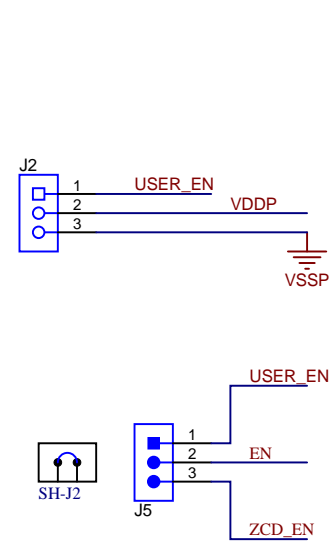 J2
1 USER_EN
2 VDDP
3
VSSP
USER_EN
1
2 EN
3
SH-J2
J5
ZCD_EN